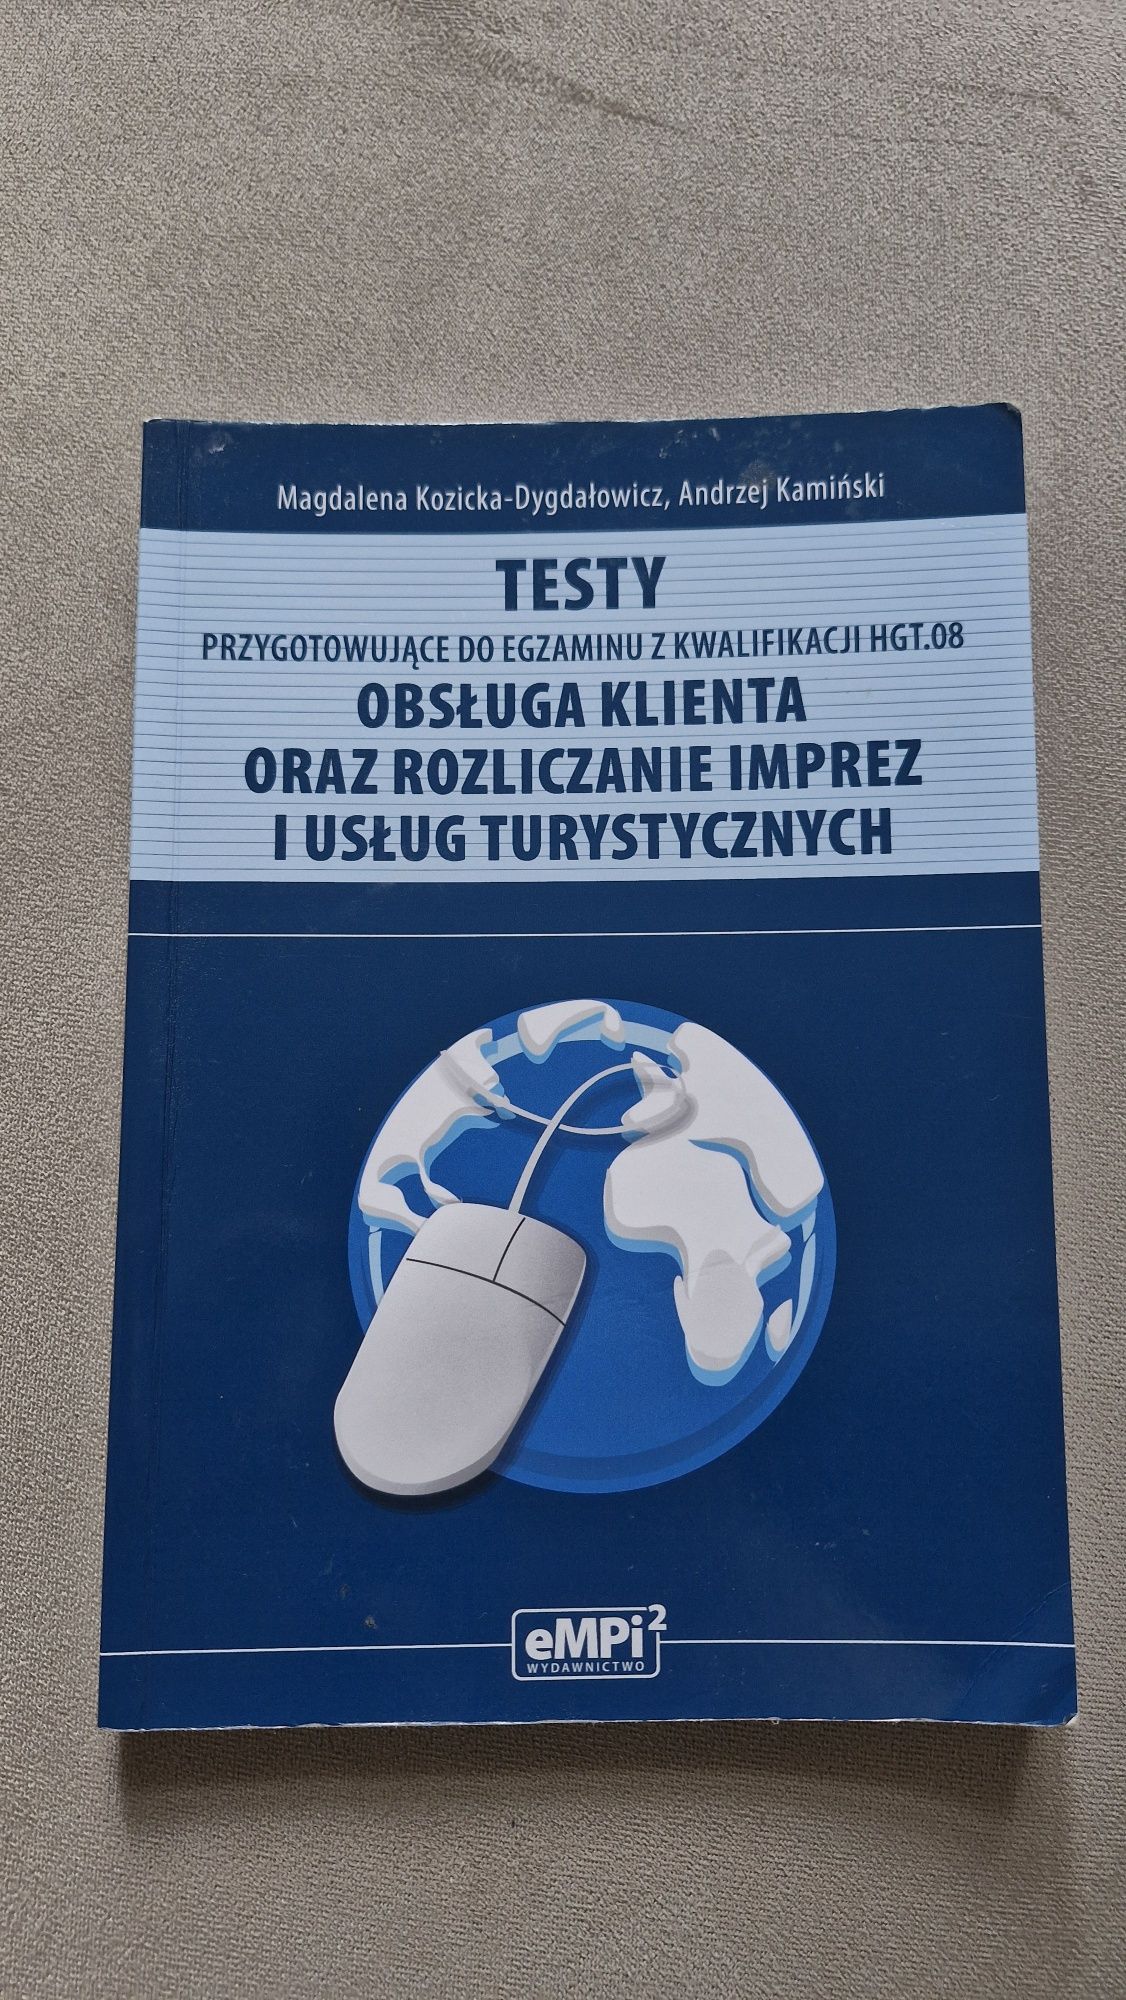 Magdalena Kozicka-Dygdałowicz, Andrzej Kamiński
TESTY
PRZYGOTOWUJĄCE DO EGZAMINU Z KWALIFIKACJI HGT.08
OBSŁUGA KLIENTA
ORAZ ROZLICZANIE IMPREZ
I USŁUG TURYSTYCZNYCH
eMPi²
WYDAWNICTWO